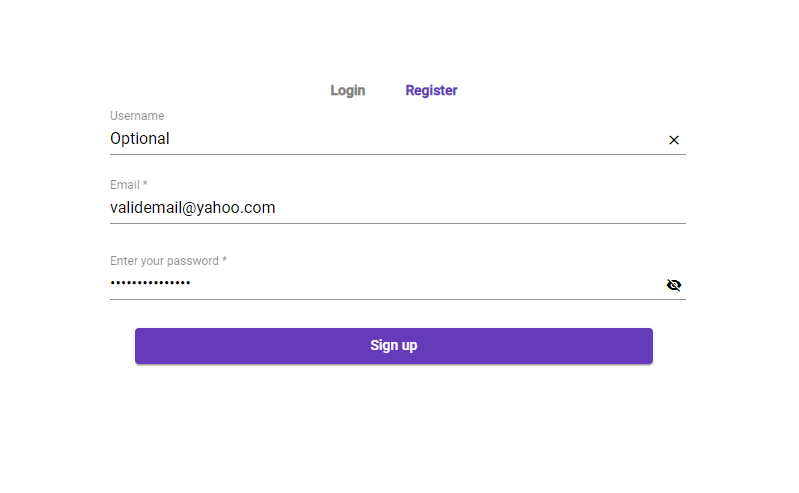 Login Register
Username
Optional
Email *
validemail@yahoo.com
Enter your password *
•••••••••••••••
Sign up